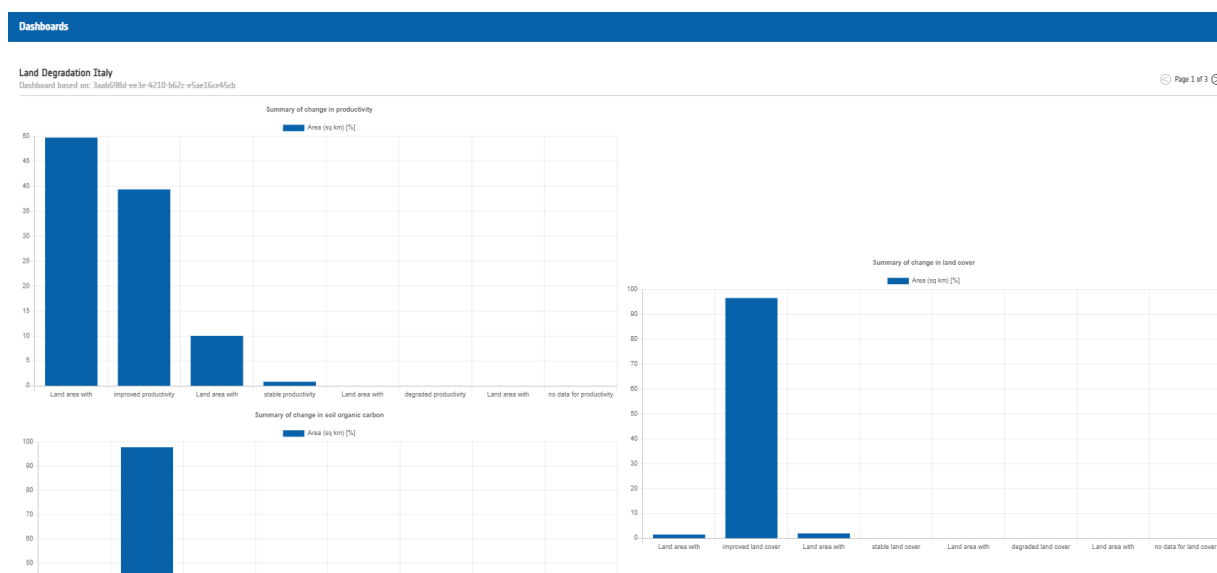 Dashboards
Land Degradation Italy
Dashboard based on: 3aab698d-ee3e-4210-b62c-e5ae16ce45cb
Page 1 of 3
Summary of change in productivity
Area (sq km) [%]
50
45
40
35
30
25
20
15
10
5
0
Land area with improved productivity Land area with stable productivity Land area with degraded productivity Land area with no data for productivity
Summary of change in land cover
Area (sq km) [%]
100
90
80
70
60
50
40
30
20
10
0
Land area with improved land cover Land area with stable land cover Land area with degraded land cover Land area with no data for land cover
Summary of change in soil organic carbon
Area (sq km) [%]
100
90
80
70
60
50